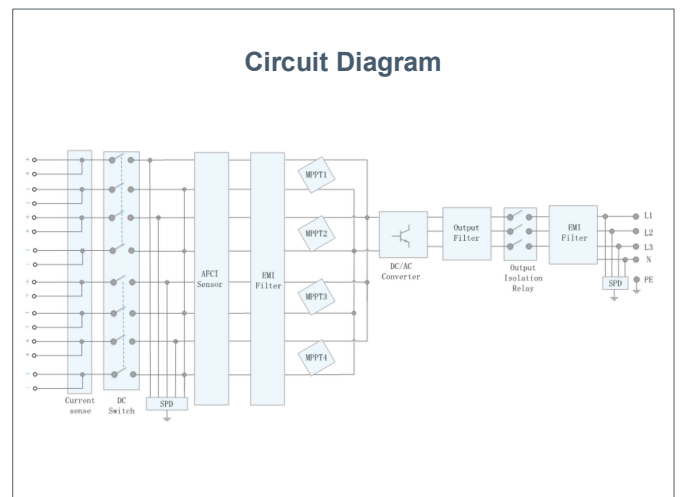 Circuit Diagram
+
+
-
-
+
+
-
-
+
+
-
-
+
+
-
-
Current
sense
DC
Switch
SPD
AFCI
Sensor
EMI
Filter
MPPT1
MPPT2
MPPT3
MPPT4
DC/AC
Converter
Output
Filter
Output
Isolation
Relay
EMI
Filter
L1
L2
L3
N
PE
SPD